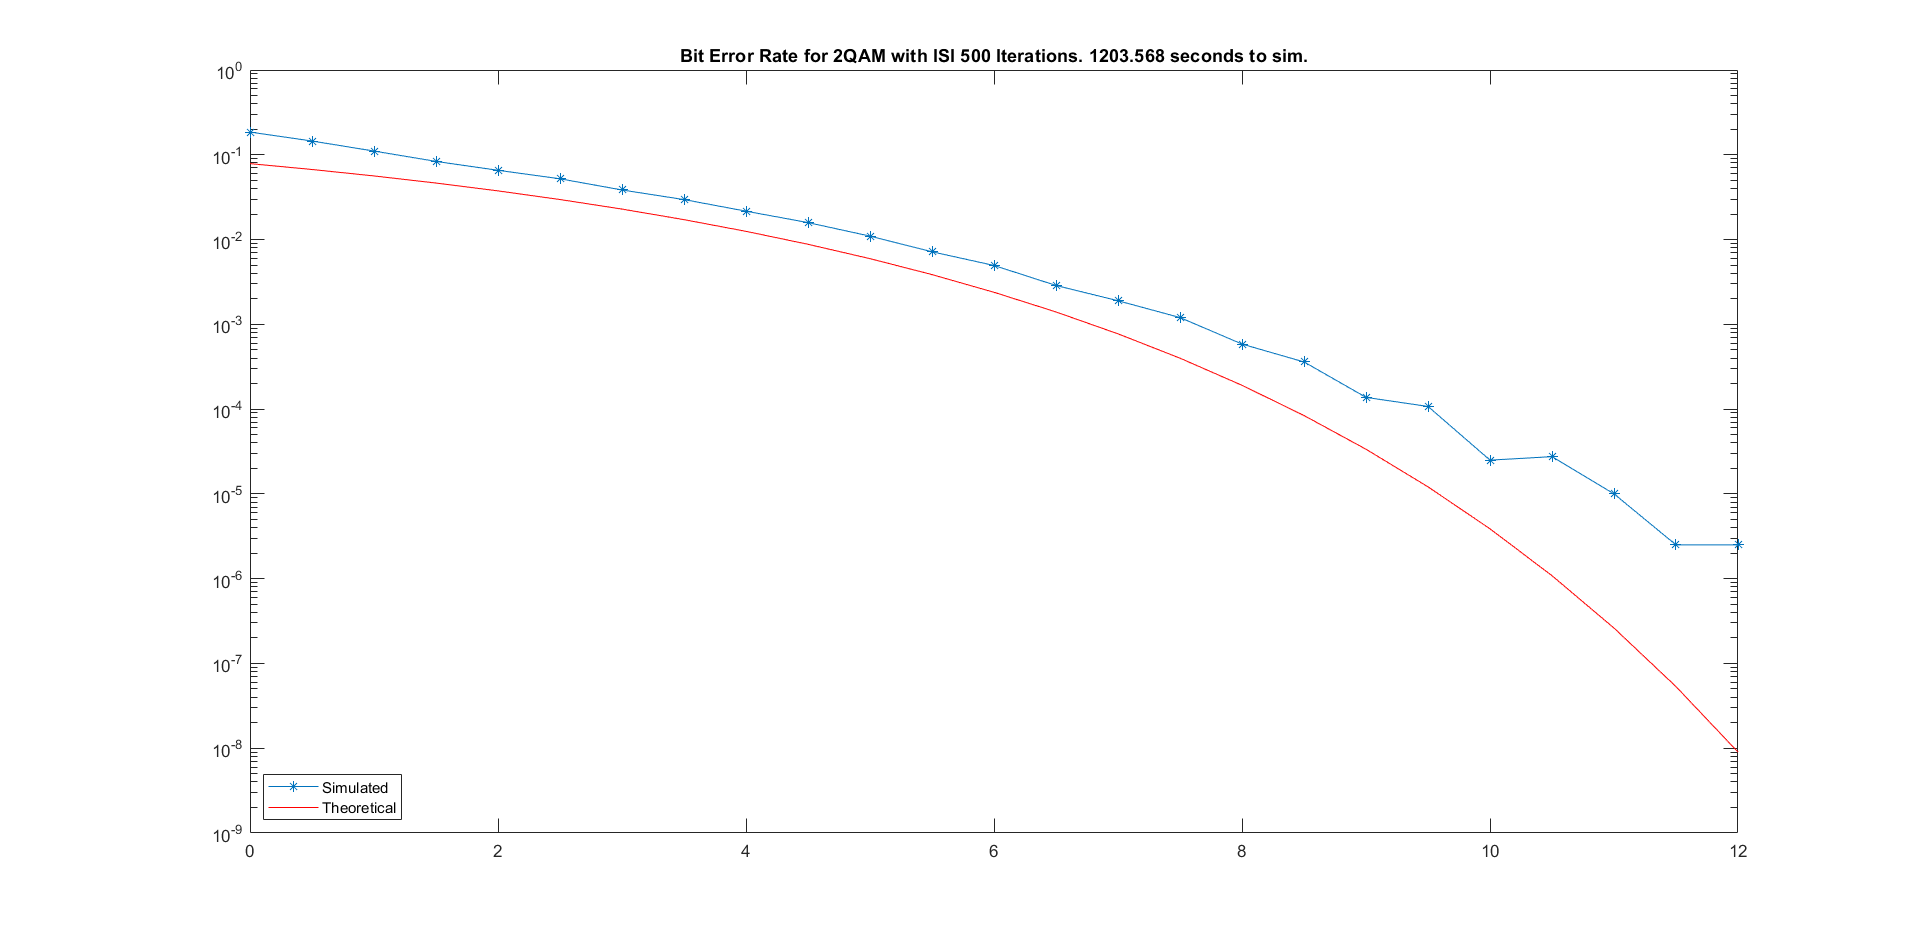 Bit Error Rate for 2QAM with ISI 500 Iterations. 1203.568 seconds to sim.
10^0
10^-1
10^-2
10^-3
10^-4
10^-5
10^-6
10^-7
10^-8
10^-9
Simulated
Theoretical
0 2 4 6 8 10 12